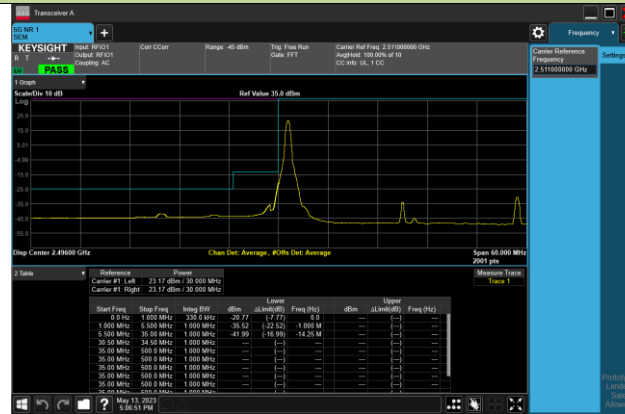 Transceiver A
5G NR 1
SEM
Frequency
KEYSIGHT
R T
PASS
Input: RFIO1
Output: RFIO1
Coupling: AC
Corr CCorr
Range: -45 dBm
Trig: Free Run
Gate: FFT
Carrier Ref Freq: 2.511000000 GHz
Avg|Hold: 100.00% of 10
CC Info: UL, 1 CC
Carrier Reference
Frequency
2.511000000 GHz
Settings
1 Graph
Scale/Div 10 dB
Ref Value 35.0 dBm
Log
25.0
15.0
5.01
-4.99
-15.0
-25.0
-35.0
-45.0
-55.0
Disp Center 2.49600 GHz
Chan Det: Average , #Offs Det: Average
Span 60.000 MHz
2001 pts
2 Table
Reference Power
Carrier #1: Left 23.17 dBm / 30.000 MHz
Carrier #1: Right 23.17 dBm / 30.000 MHz
Measure Trace
Trace 1
Lower Upper
Start Freq Stop Freq Integ BW dBm ΔLimit(dB) Freq (Hz) dBm ΔLimit(dB) Freq (Hz)
0.0 Hz 1.000 MHz 330.0 kHz -20.77 (-7.77) 0.0 --- (---) ---
1.000 MHz 5.500 MHz 1.000 MHz -35.52 (-22.52) -1.000 M --- (---) ---
5.500 MHz 35.00 MHz 1.000 MHz -41.99 (-16.99) -14.25 M --- (---) ---
30.50 MHz 34.50 MHz 1.000 MHz --- (---) --- --- (---) ---
35.00 MHz 500.0 MHz 1.000 MHz --- (---) --- --- (---) ---
35.00 MHz 500.0 MHz 1.000 MHz --- (---) --- --- (---) ---
35.00 MHz 500.0 MHz 1.000 MHz --- (---) --- --- (---) ---
35.00 MHz 500.0 MHz 1.000 MHz --- (---) --- --- (---) ---
35.00 MHz 500.0 MHz 1.000 MHz --- (---) --- --- (---) ---
?
May 13, 2023
5:06:51 PM